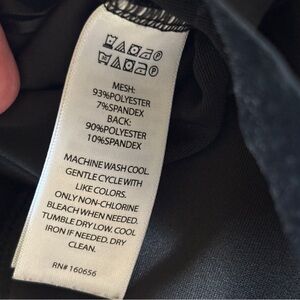 MESH:
93%POLYESTER
7%SPANDEX
BACK:
90%POLYESTER
10%SPANDEX
MACHINE WASH COOL.
GENTLE CYCLE WITH
LIKE COLORS.
ONLY NON-CHLORINE
BLEACH WHEN NEEDED.
TUMBLE DRY LOW. COOL
IRON IF NEEDED. DRY
CLEAN.
RN# 160656